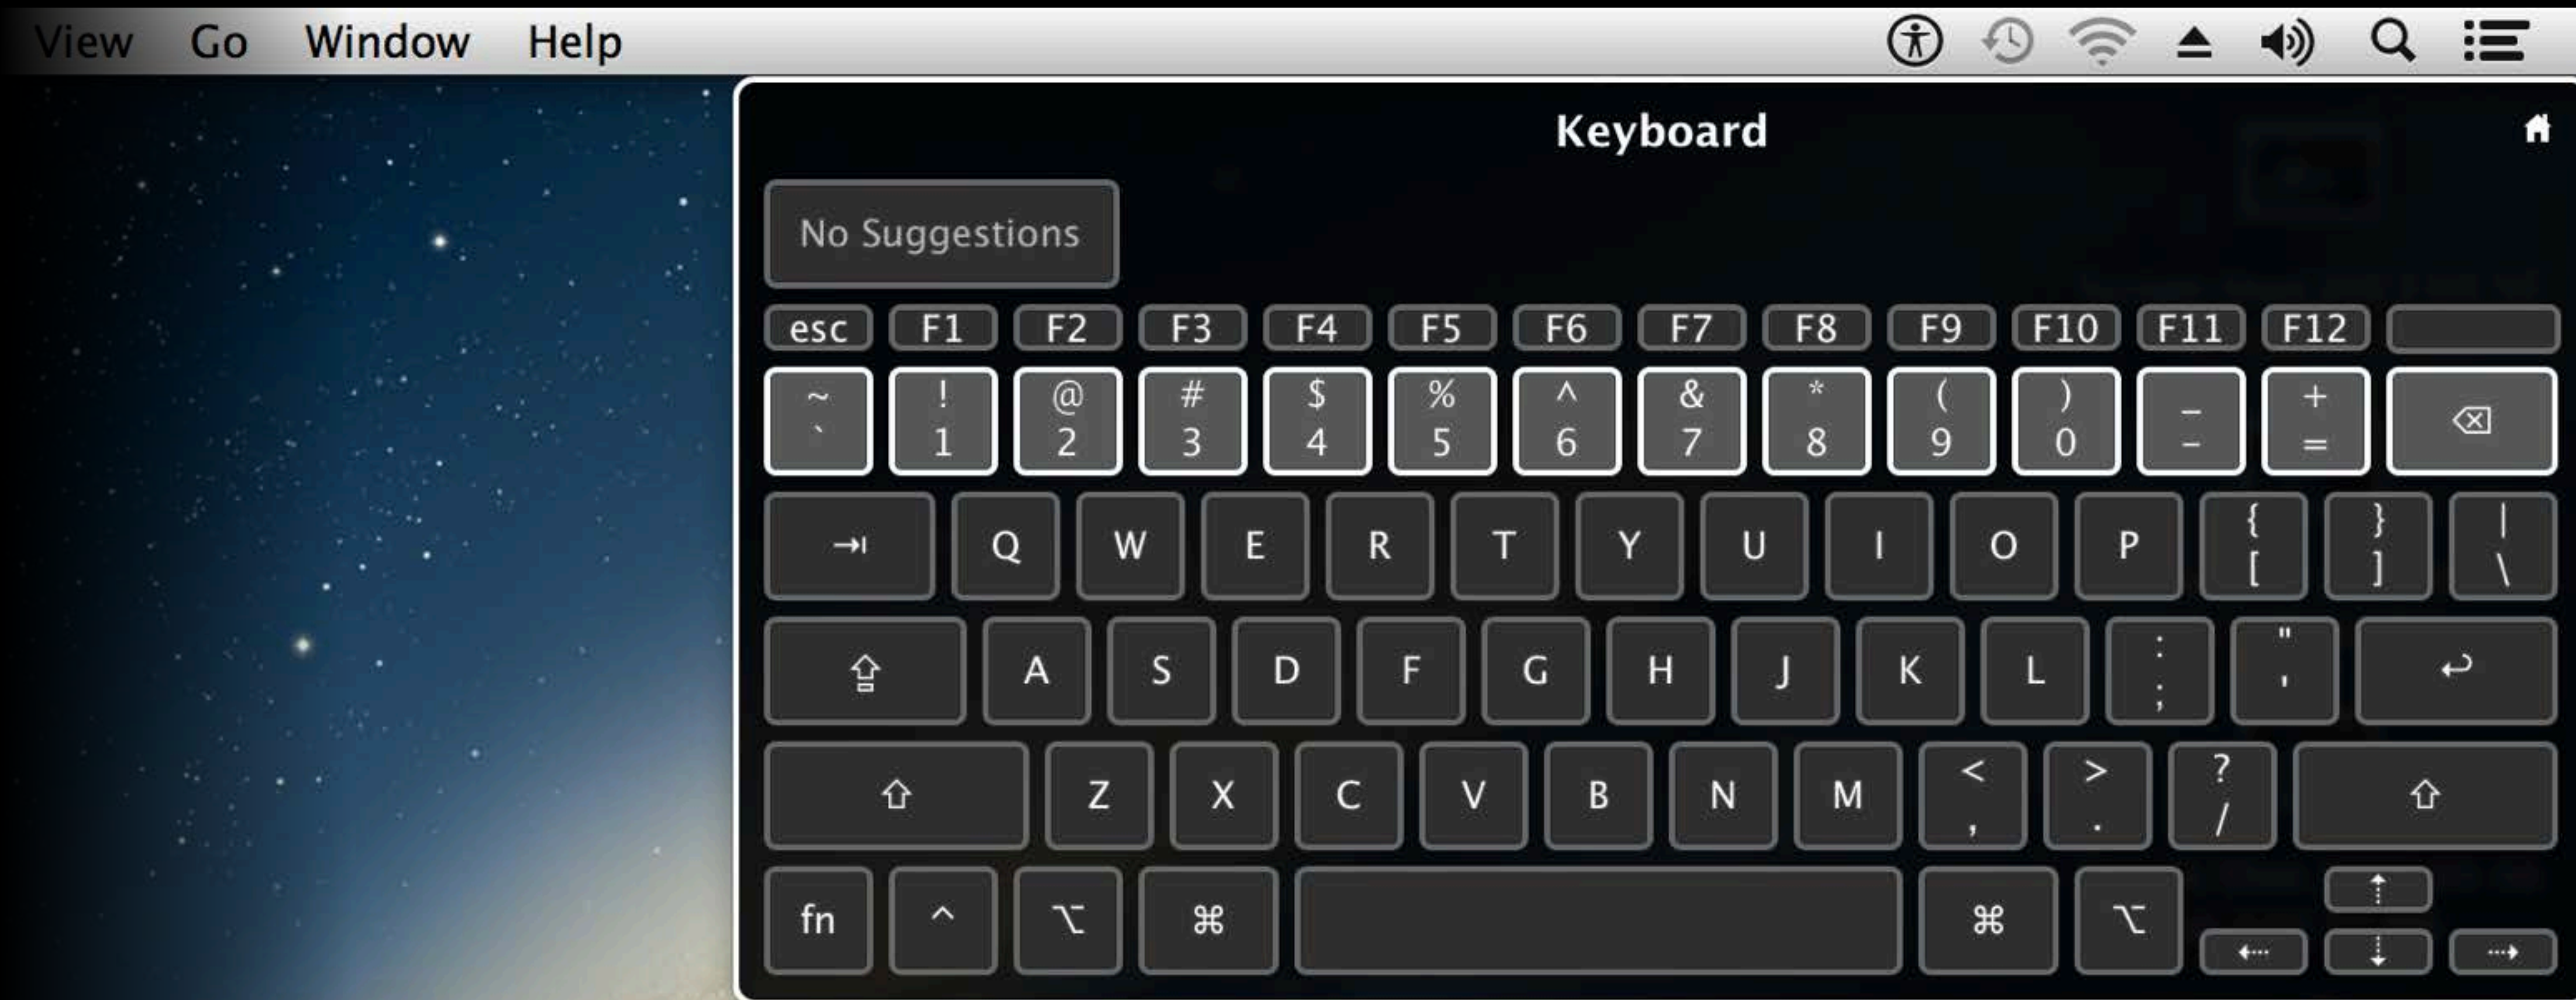 View Go Window Help
Keyboard
No Suggestions
esc F1 F2 F3 F4 F5 F6 F7 F8 F9 F10 F11 F12
~ ! @ # $ % ^ & * ( ) _ +
` 1 2 3 4 5 6 7 8 9 0 - =
Q W E R T Y U I O P { } |
[ ] \
A S D F G H J K L : "
; '
Z X C V B N M < > ?
, . /
fn ^ ⌥ ⌘ ⌘ ⌥